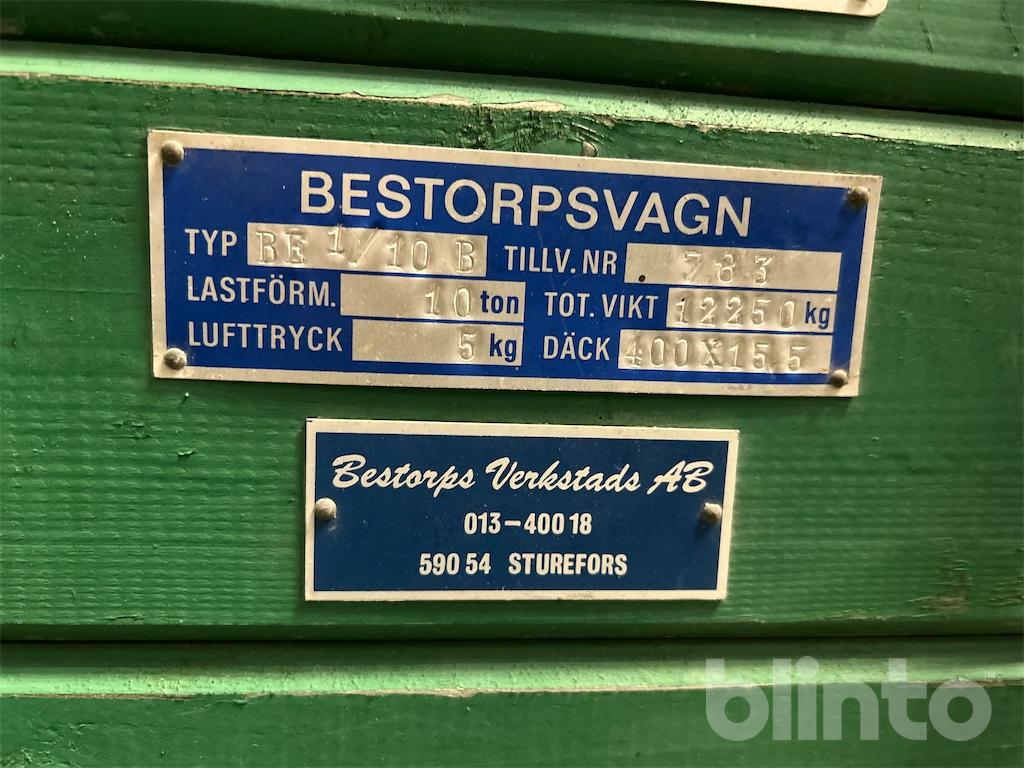 BESTORPSVAGN
TYP BE 1/10 B TILLV.NR 783
LASTFÖRM. 10 ton TOT. VIKT 12250 kg
LUFTTRYCK 5 kg DÄCK 400X15,5
Bestorps Verkstads AB
013-400 18
590 54 STUREFORS
blinto